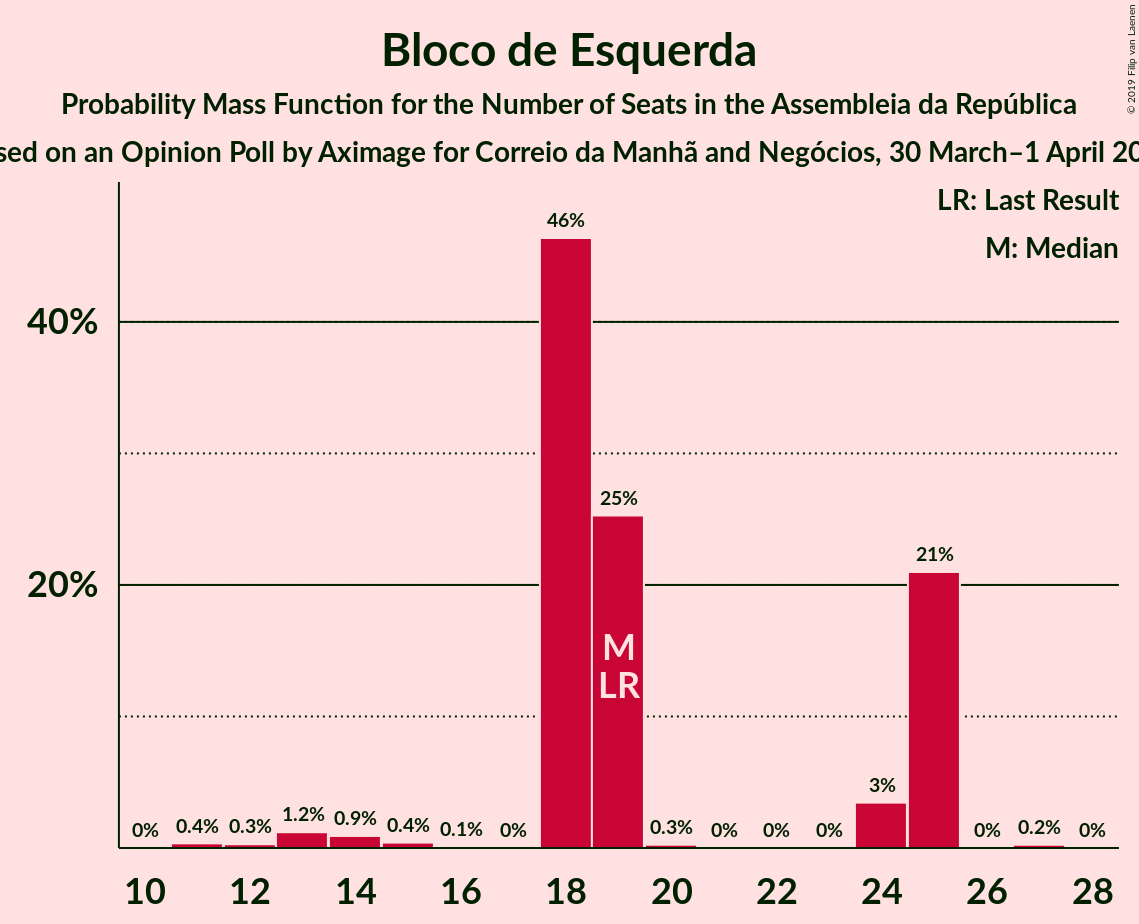 Bloco de Esquerda
Probability Mass Function for the Number of Seats in the Assembleia da República
on an Opinion Poll by Aximage for Correio da Manhã and Negócios, 30 March–1 April
© 2019 Filip van Laenen
LR: Last Result
M: Median
40%
20%
0% 0.4% 0.3% 1.2% 0.9% 0.4% 0.1% 0% 46% 25% 0.3% 0% 0% 0% 3% 21% 0% 0.2% 0%
M
LR
10 12 14 16 18 20 22 24 26 28